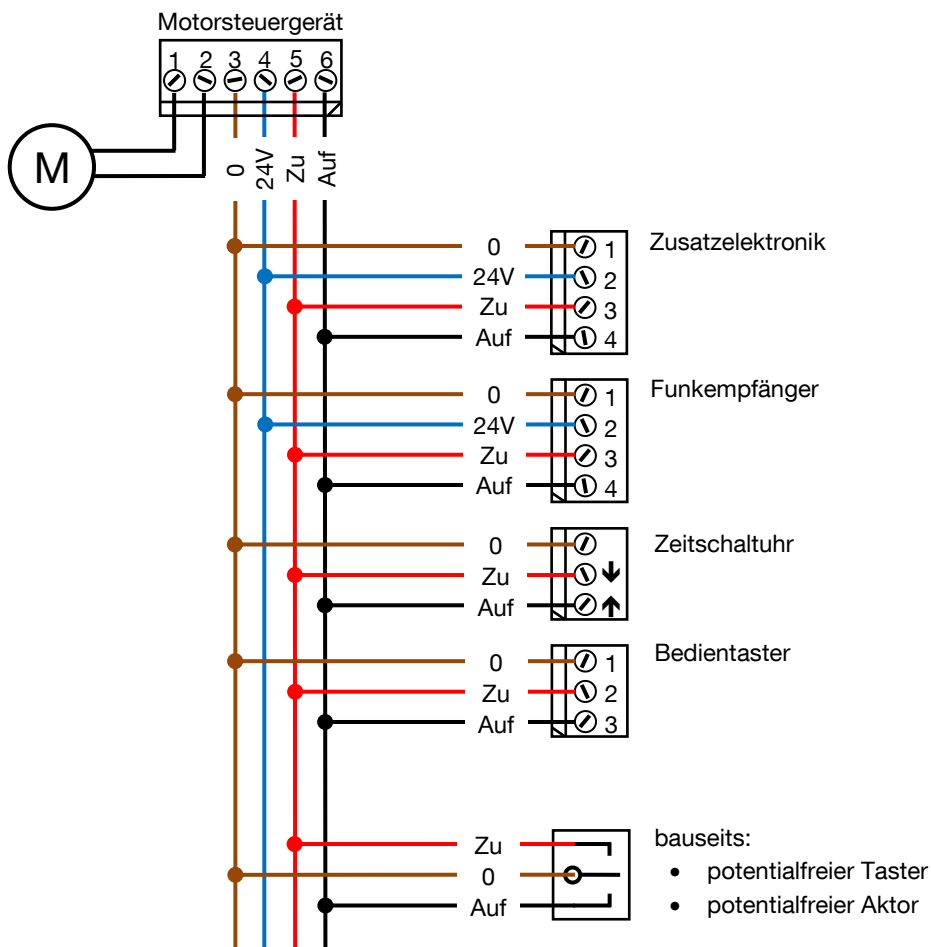 Motorsteuergerät
1 2 3 4 5 6
M
0 24V Zu Auf
0 1 Zusatzelektronik
24V 2
Zu 3
Auf 4
0 1 Funkempfänger
24V 2
Zu 3
Auf 4
0 Zeitschaltuhr
Zu ↓
Auf ↑
0 1 Bedientaster
Zu 2
Auf 3
Zu bauseits:
0 • potentialfreier Taster
Auf • potentialfreier Aktor